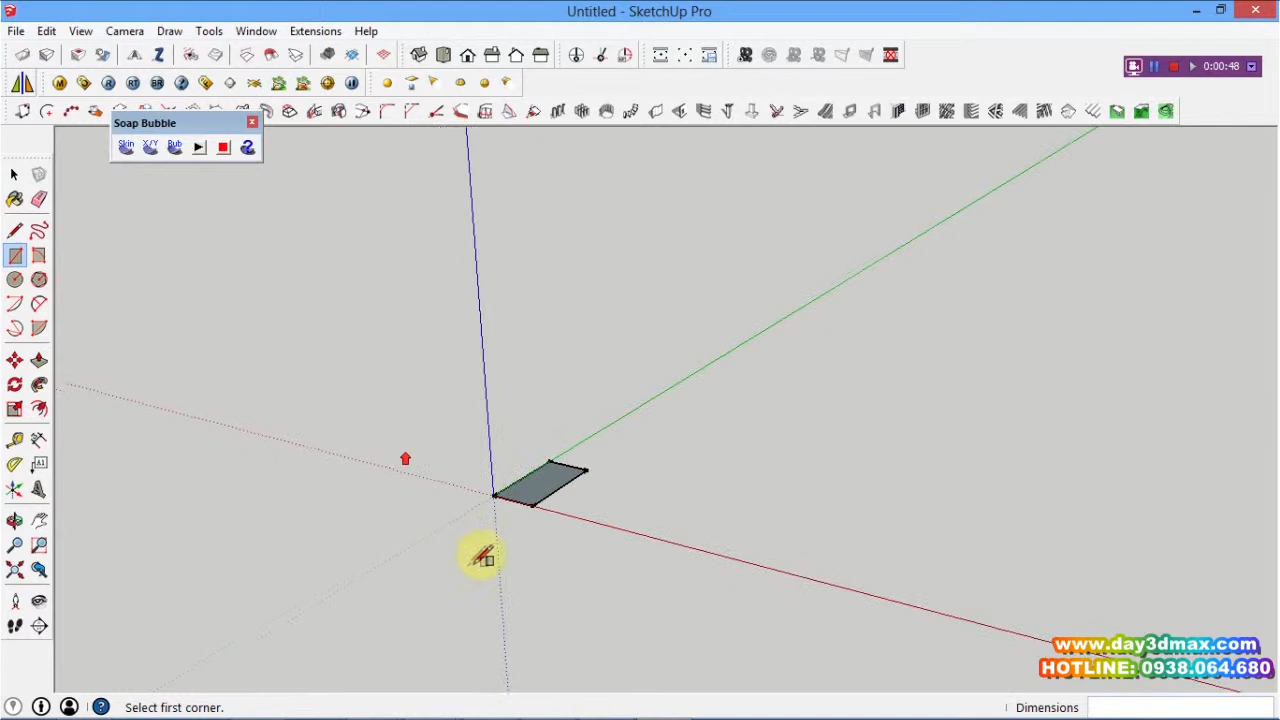 Untitled - SketchUp Pro
File Edit View Camera Draw Tools Window Extensions Help
0:00:48
Soap Bubble
Skin X/Y Bub
www.day3dmax.com
HOTLINE: 0938.064.680
Select first corner.
Dimensions